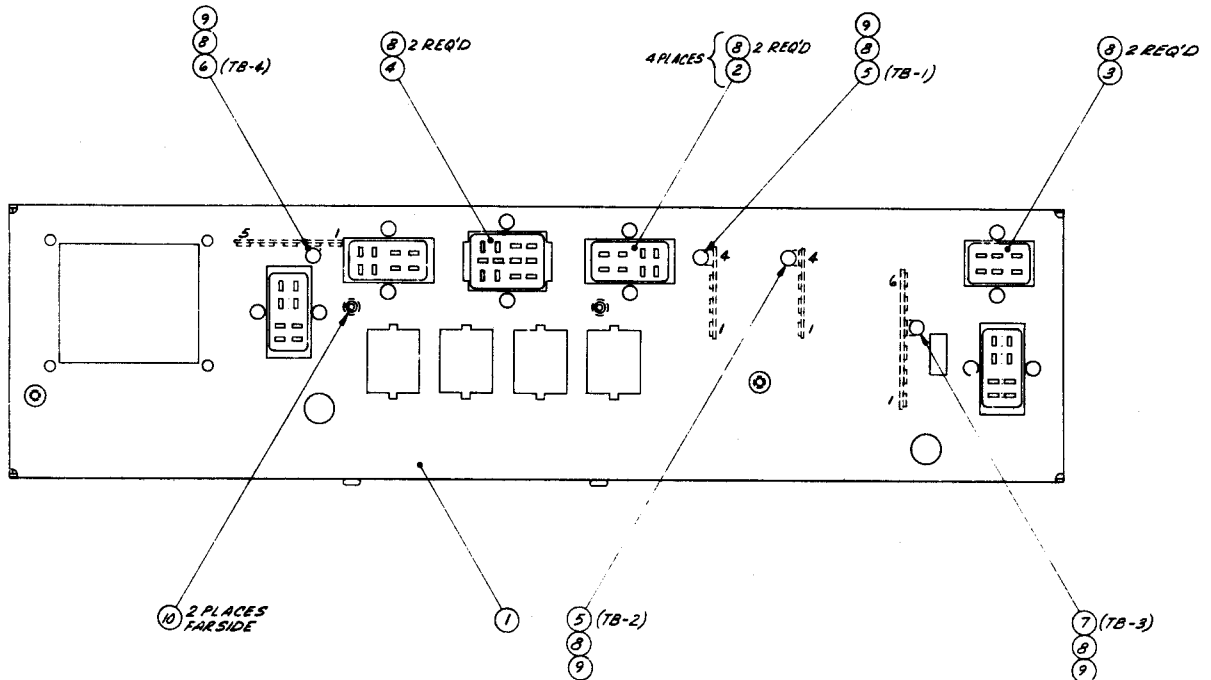 9
8
6 (TB-4)
8 2 REQ'D
4
4 PLACES { 8 2 REQ'D
2
9
8
5 (TB-1)
8 2 REQ'D
3
5 1
4
1
4
1
6
1
10 2 PLACES
FARSIDE
1
5 (TB-2)
8
9
7 (TB-3)
8
9